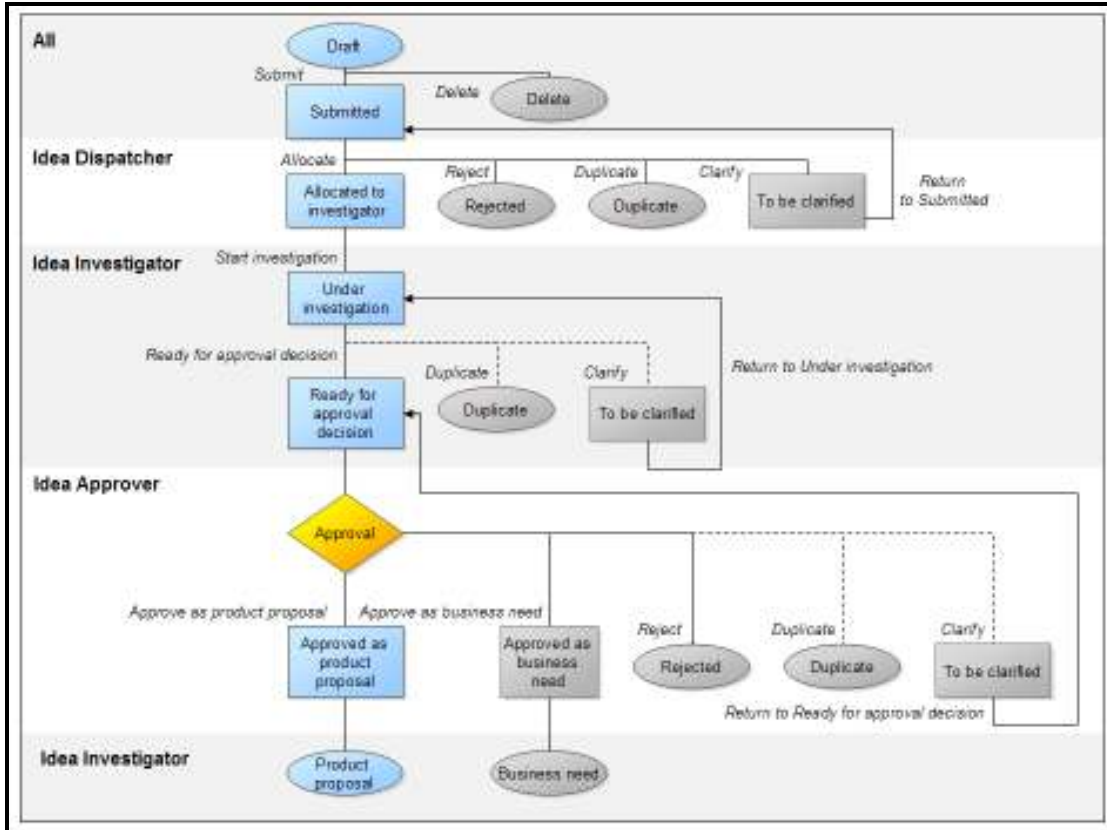 All
Draft
Submit
Delete
Delete
Submitted
Idea Dispatcher
Allocate
Reject
Duplicate
Clarify
Return
to Submitted
Allocated to
investigator
Rejected
Duplicate
To be clarified
Idea Investigator
Start investigation
Under
investigation
Ready for approval decision
Duplicate
Clarify
Return to Under investigation
Ready for
approval
decision
Duplicate
To be clarified
Idea Approver
Approval
Approve as product proposal
Approve as business need
Reject
Duplicate
Clarify
Approved as
product
proposal
Approved as
business
need
Rejected
Duplicate
To be clarified
Return to Ready for approval decision
Idea Investigator
Product
proposal
Business need